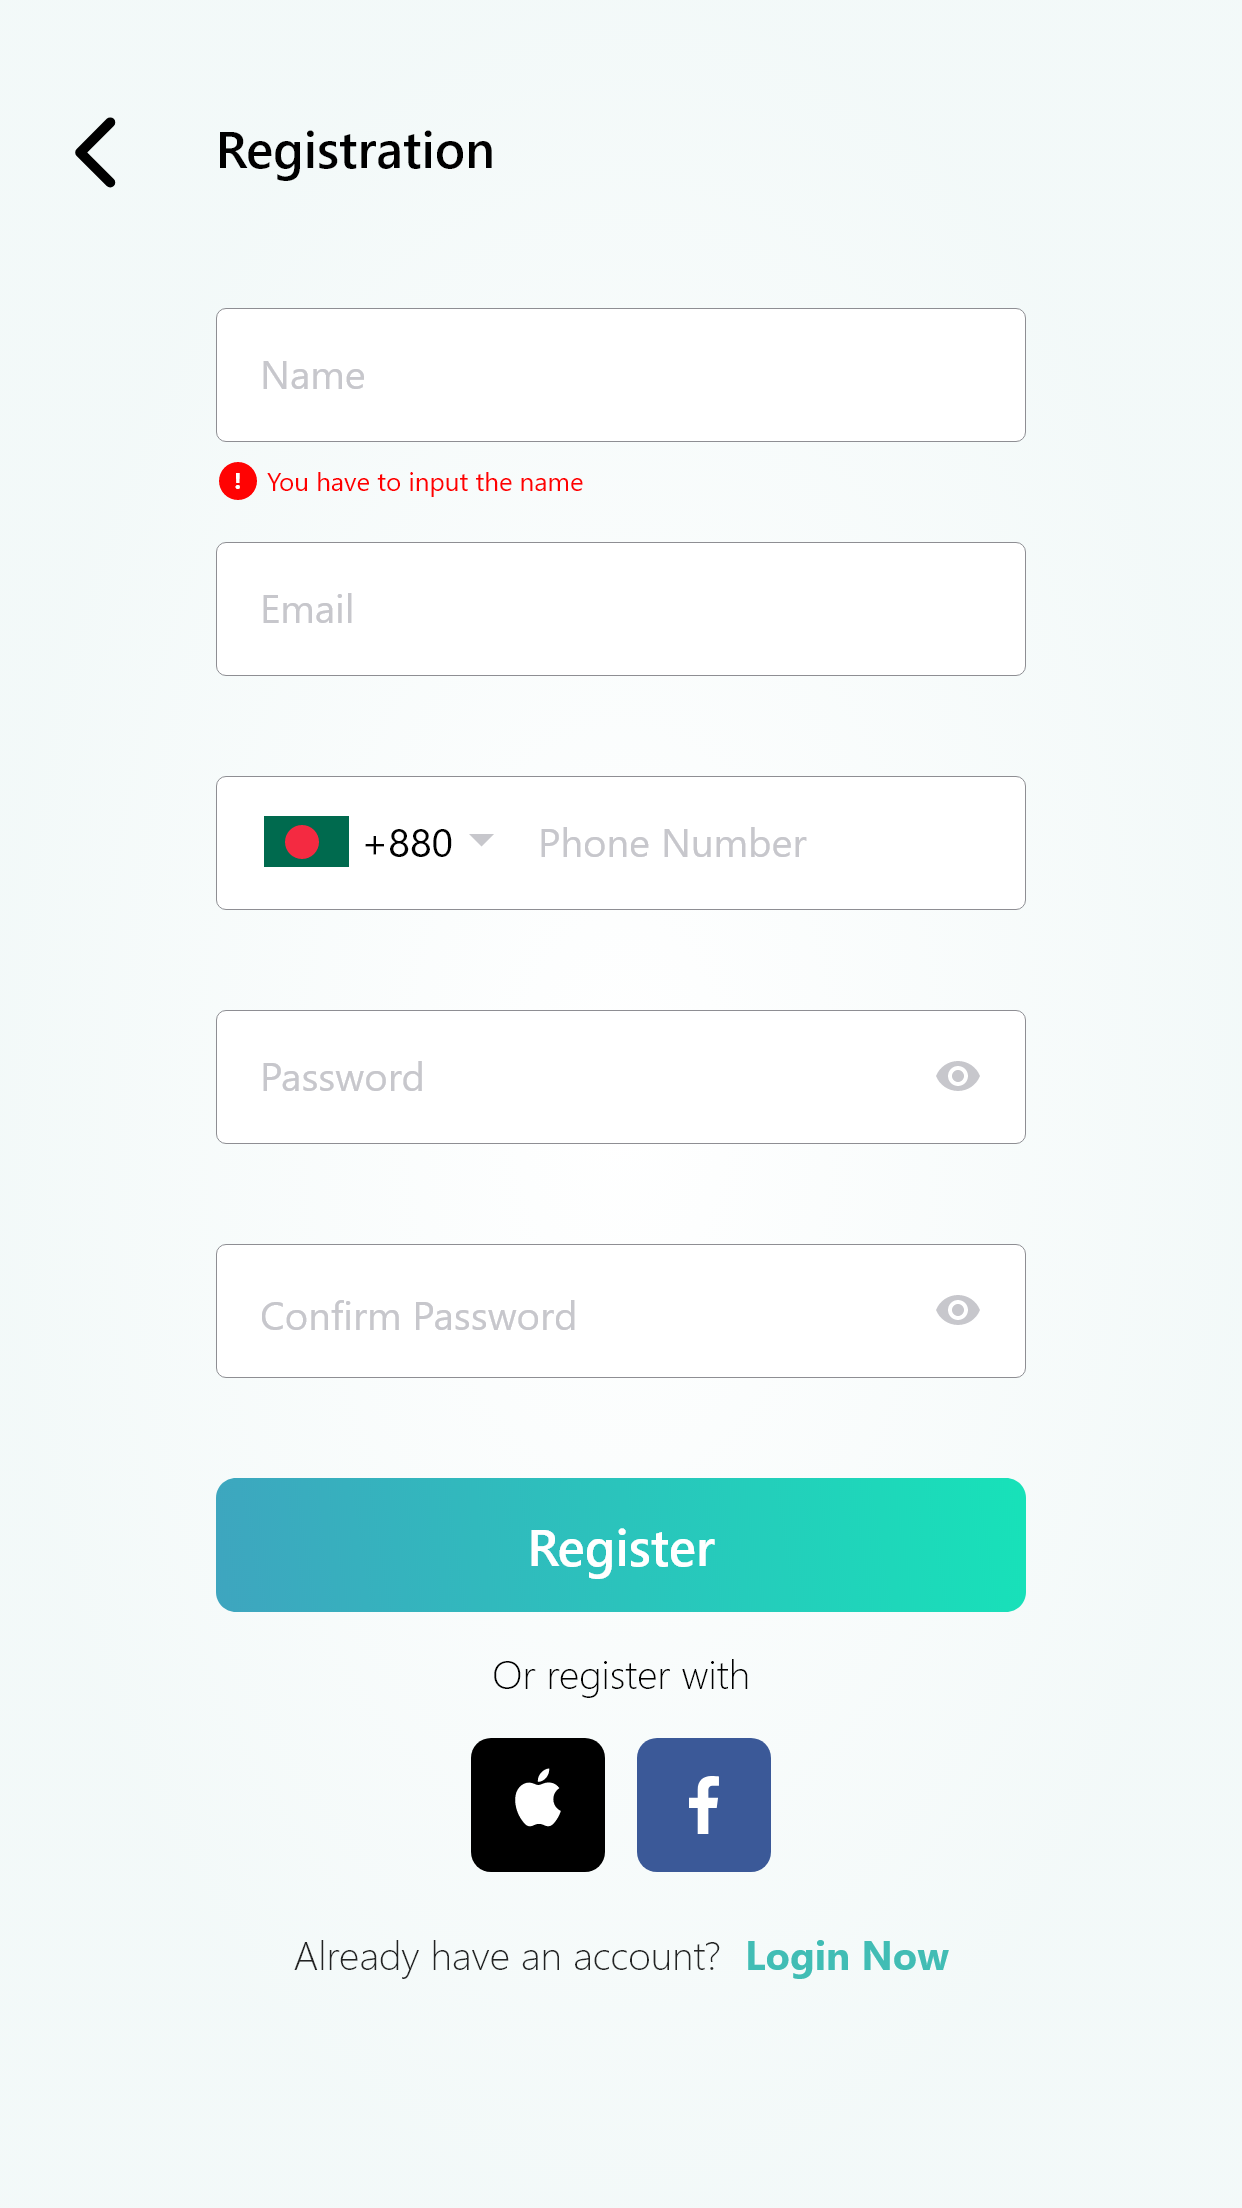 Registration
Name
! You have to input the name
Email
+880 Phone Number
Password
Confirm Password
Register
Or register with
Already have an account? Login Now